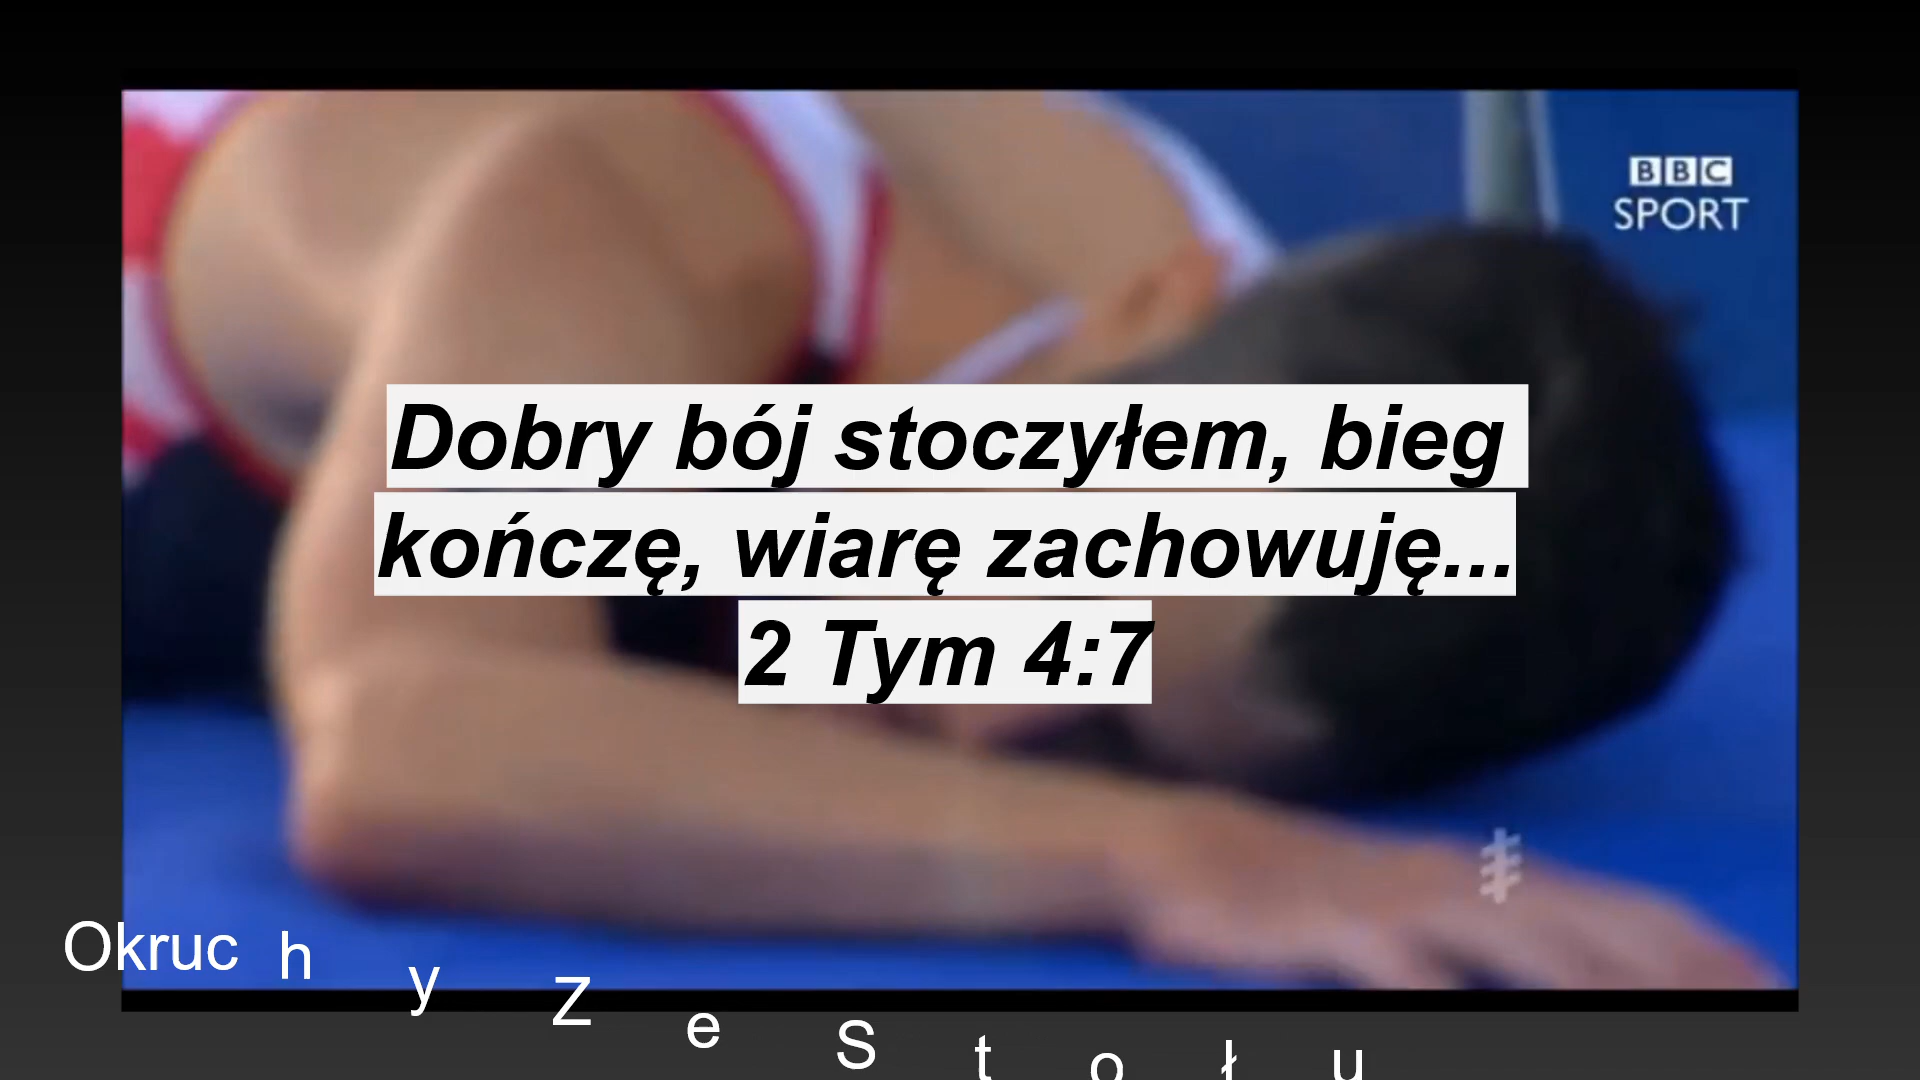 BBC
SPORT
Dobry bój stoczyłem, bieg
kończę, wiarę zachowuję...
2 Tym 4:7
Okruchy Ze Stołu